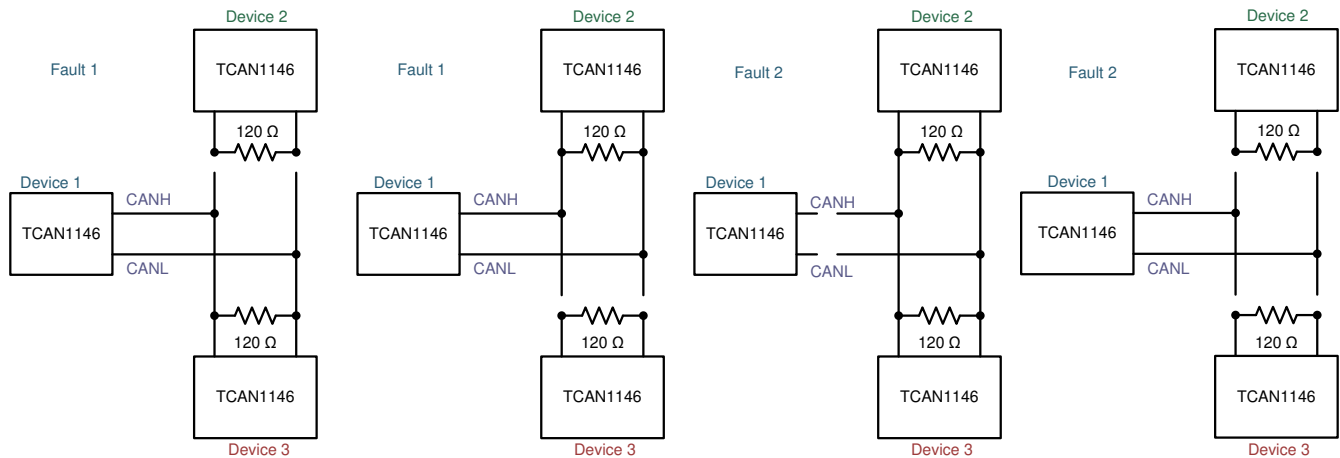 Device 2
TCAN1146
Fault 1
120 Ω
Device 1
CANH
TCAN1146
CANL
120 Ω
TCAN1146
Device 3
Device 2
TCAN1146
Fault 1
120 Ω
Device 1
CANH
TCAN1146
CANL
120 Ω
TCAN1146
Device 3
Device 2
TCAN1146
Fault 2
120 Ω
Device 1
CANH
TCAN1146
CANL
120 Ω
TCAN1146
Device 3
Device 2
TCAN1146
Fault 2
120 Ω
Device 1
CANH
TCAN1146
CANL
120 Ω
TCAN1146
Device 3